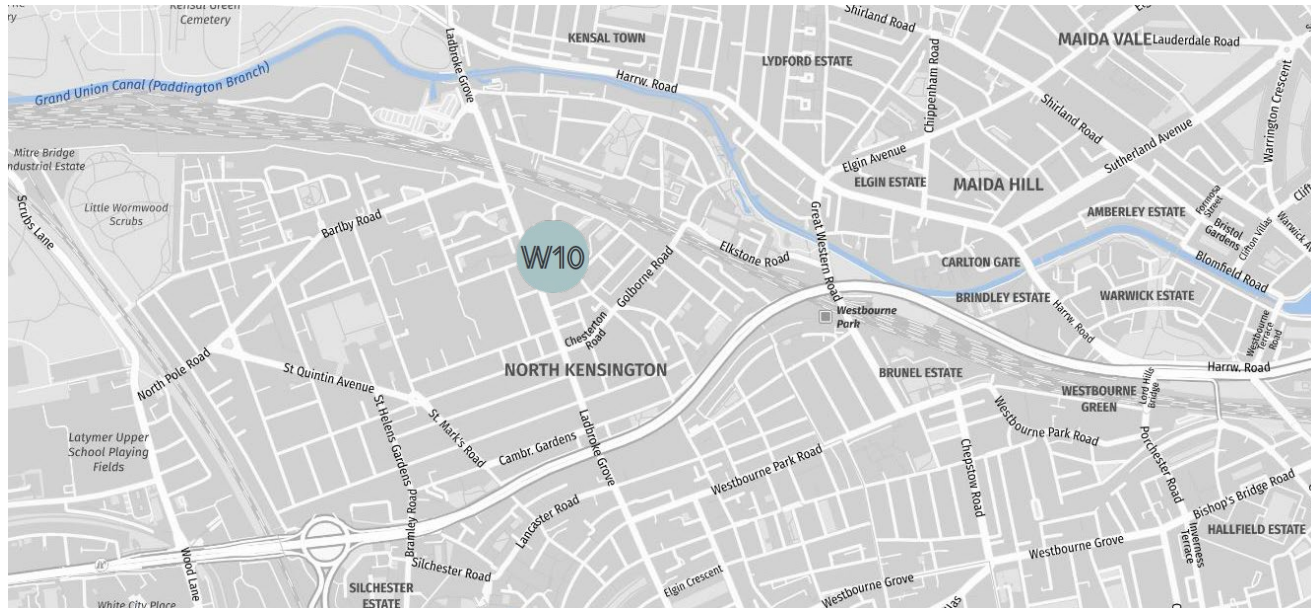 Kensal Green
Cemetery
Ladbroke Grove
KENSAL TOWN
Shirland Road
MAIDA VALE
Lauderdale Road
LYDFORD ESTATE
Chippenham Road
Grand Union Canal (Paddington Branch)
Harrw. Road
Shirland Road
Warrington Crescent
Sutherland Avenue
Mitre Bridge
Industrial Estate
Elgin Avenue
ELGIN ESTATE
MAIDA HILL
Scrubs Lane
Little Wormwood
Scrubs
Barlby Road
Great Western Road
AMBERLEY ESTATE
Formosa
Street
Bristol
Gardens
Clifton Villas
W10
Golborne Road
Elkstone Road
CARLTON GATE
Blomfield Road
BRINDLEY ESTATE
WARWICK ESTATE
Harrw. Road
Westbourne
Park
Chesterton
Road
Westbourne
Terrace
Road
North Pole Road
St Quintin Avenue
NORTH KENSINGTON
BRUNEL ESTATE
Harrw. Road
WESTBOURNE
GREEN
Lord Hills
Bridge
St Helens Gardens
St. Mark's Road
Ladbroke Grove
Westbourne Park Road
Latymer Upper
School Playing
Fields
Cambr. Gardens
Westbourne Park Road
Chepstow Road
Porchester Road
Bishop's Bridge Road
Bramley Road
Lancaster Road
HALLFIELD ESTATE
Inverness
Terrace
Wood Lane
Silchester Road
Westbourne Grove
Elgin Crescent
Westbourne Grove
SILCHESTER
ESTATE
White City Place